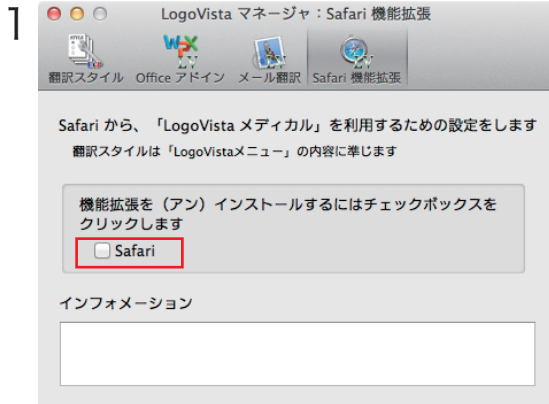 1
LogoVista マネージャ：Safari 機能拡張
翻訳スタイル Office アドイン メール翻訳 Safari 機能拡張
Safari から、「LogoVista メディカル」を利用するための設定をします
翻訳スタイルは「LogoVistaメニュー」の内容に準じます
機能拡張を（アン）インストールするにはチェックボックスを
クリックします
Safari
インフォメーション